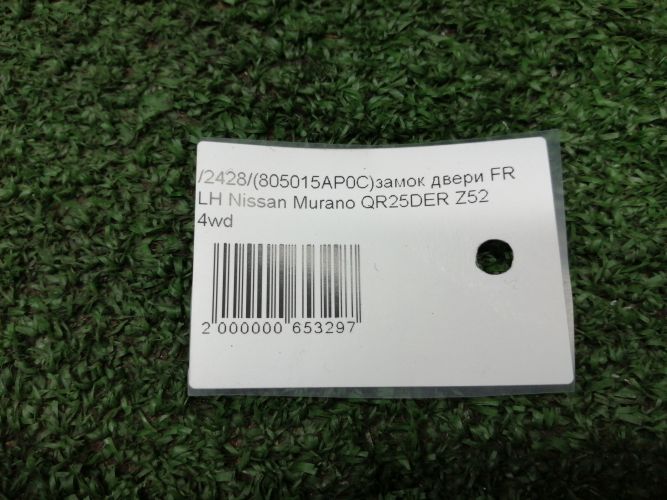 /2428/(805015AP0C)замок двери FR
LH Nissan Murano QR25DER Z52
4wd
2 000000 653297